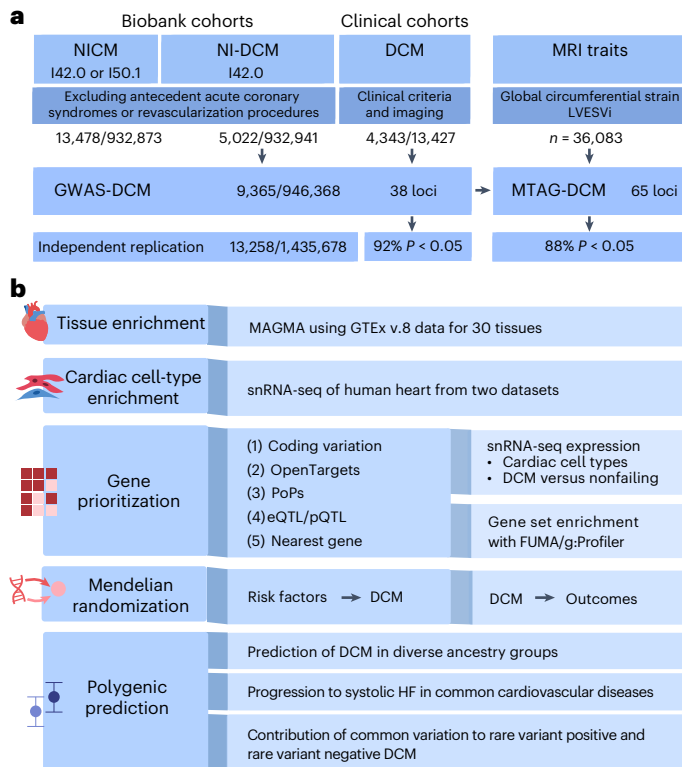 a
Biobank cohorts
Clinical cohorts
NICM
I42.0 or I50.1
NI-DCM
I42.0
DCM
MRI traits
Excluding antecedent acute coronary
syndromes or revascularization procedures
Clinical criteria
and imaging
Global circumferential strain
LVESVi
13,478/932,873
5,022/932,941
4,343/13,427
n = 36,083
GWAS-DCM
9,365/946,368
38 loci
MTAG-DCM
65 loci
Independent replication
13,258/1,435,678
92% P < 0.05
88% P < 0.05
b
Tissue enrichment
MAGMA using GTEx v.8 data for 30 tissues
Cardiac cell-type
enrichment
snRNA-seq of human heart from two datasets
Gene
prioritization
(1) Coding variation
(2) OpenTargets
(3) PoPs
(4) eQTL/pQTL
(5) Nearest gene
snRNA-seq expression
• Cardiac cell types
• DCM versus nonfailing
Gene set enrichment
with FUMA/g:Profiler
Mendelian
randomization
Risk factors → DCM
DCM → Outcomes
Polygenic
prediction
Prediction of DCM in diverse ancestry groups
Progression to systolic HF in common cardiovascular diseases
Contribution of common variation to rare variant positive and
rare variant negative DCM